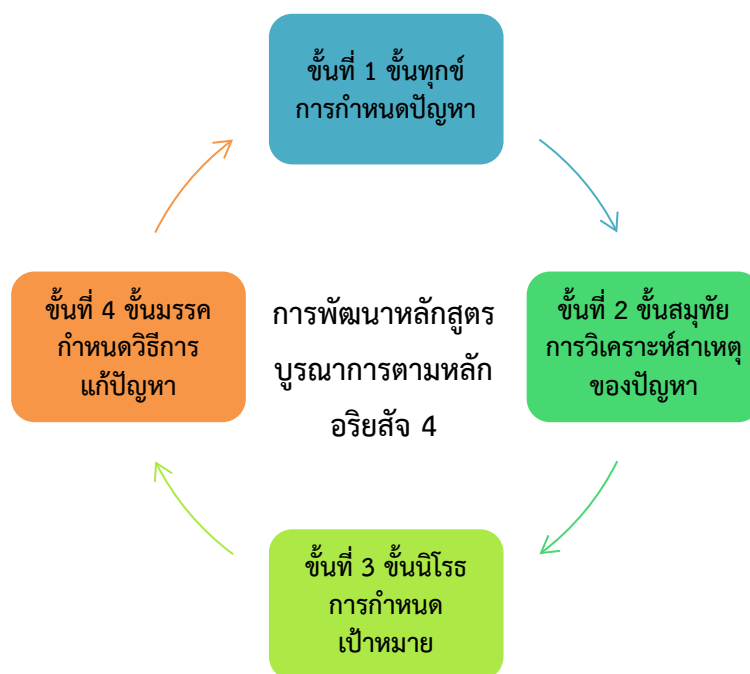 ขั้นที่ 1 ขั้นทุกข์
การกำหนดปัญหา
ขั้นที่ 4 ขั้นมรรค
กำหนดวิธีการ
แก้ปัญหา
การพัฒนาหลักสูตร
บูรณาการตามหลัก
อริยสัจ 4
ขั้นที่ 2 ขั้นสมุทัย
การวิเคราะห์สาเหตุ
ของปัญหา
ขั้นที่ 3 ขั้นนิโรธ
การกำหนด
เป้าหมาย